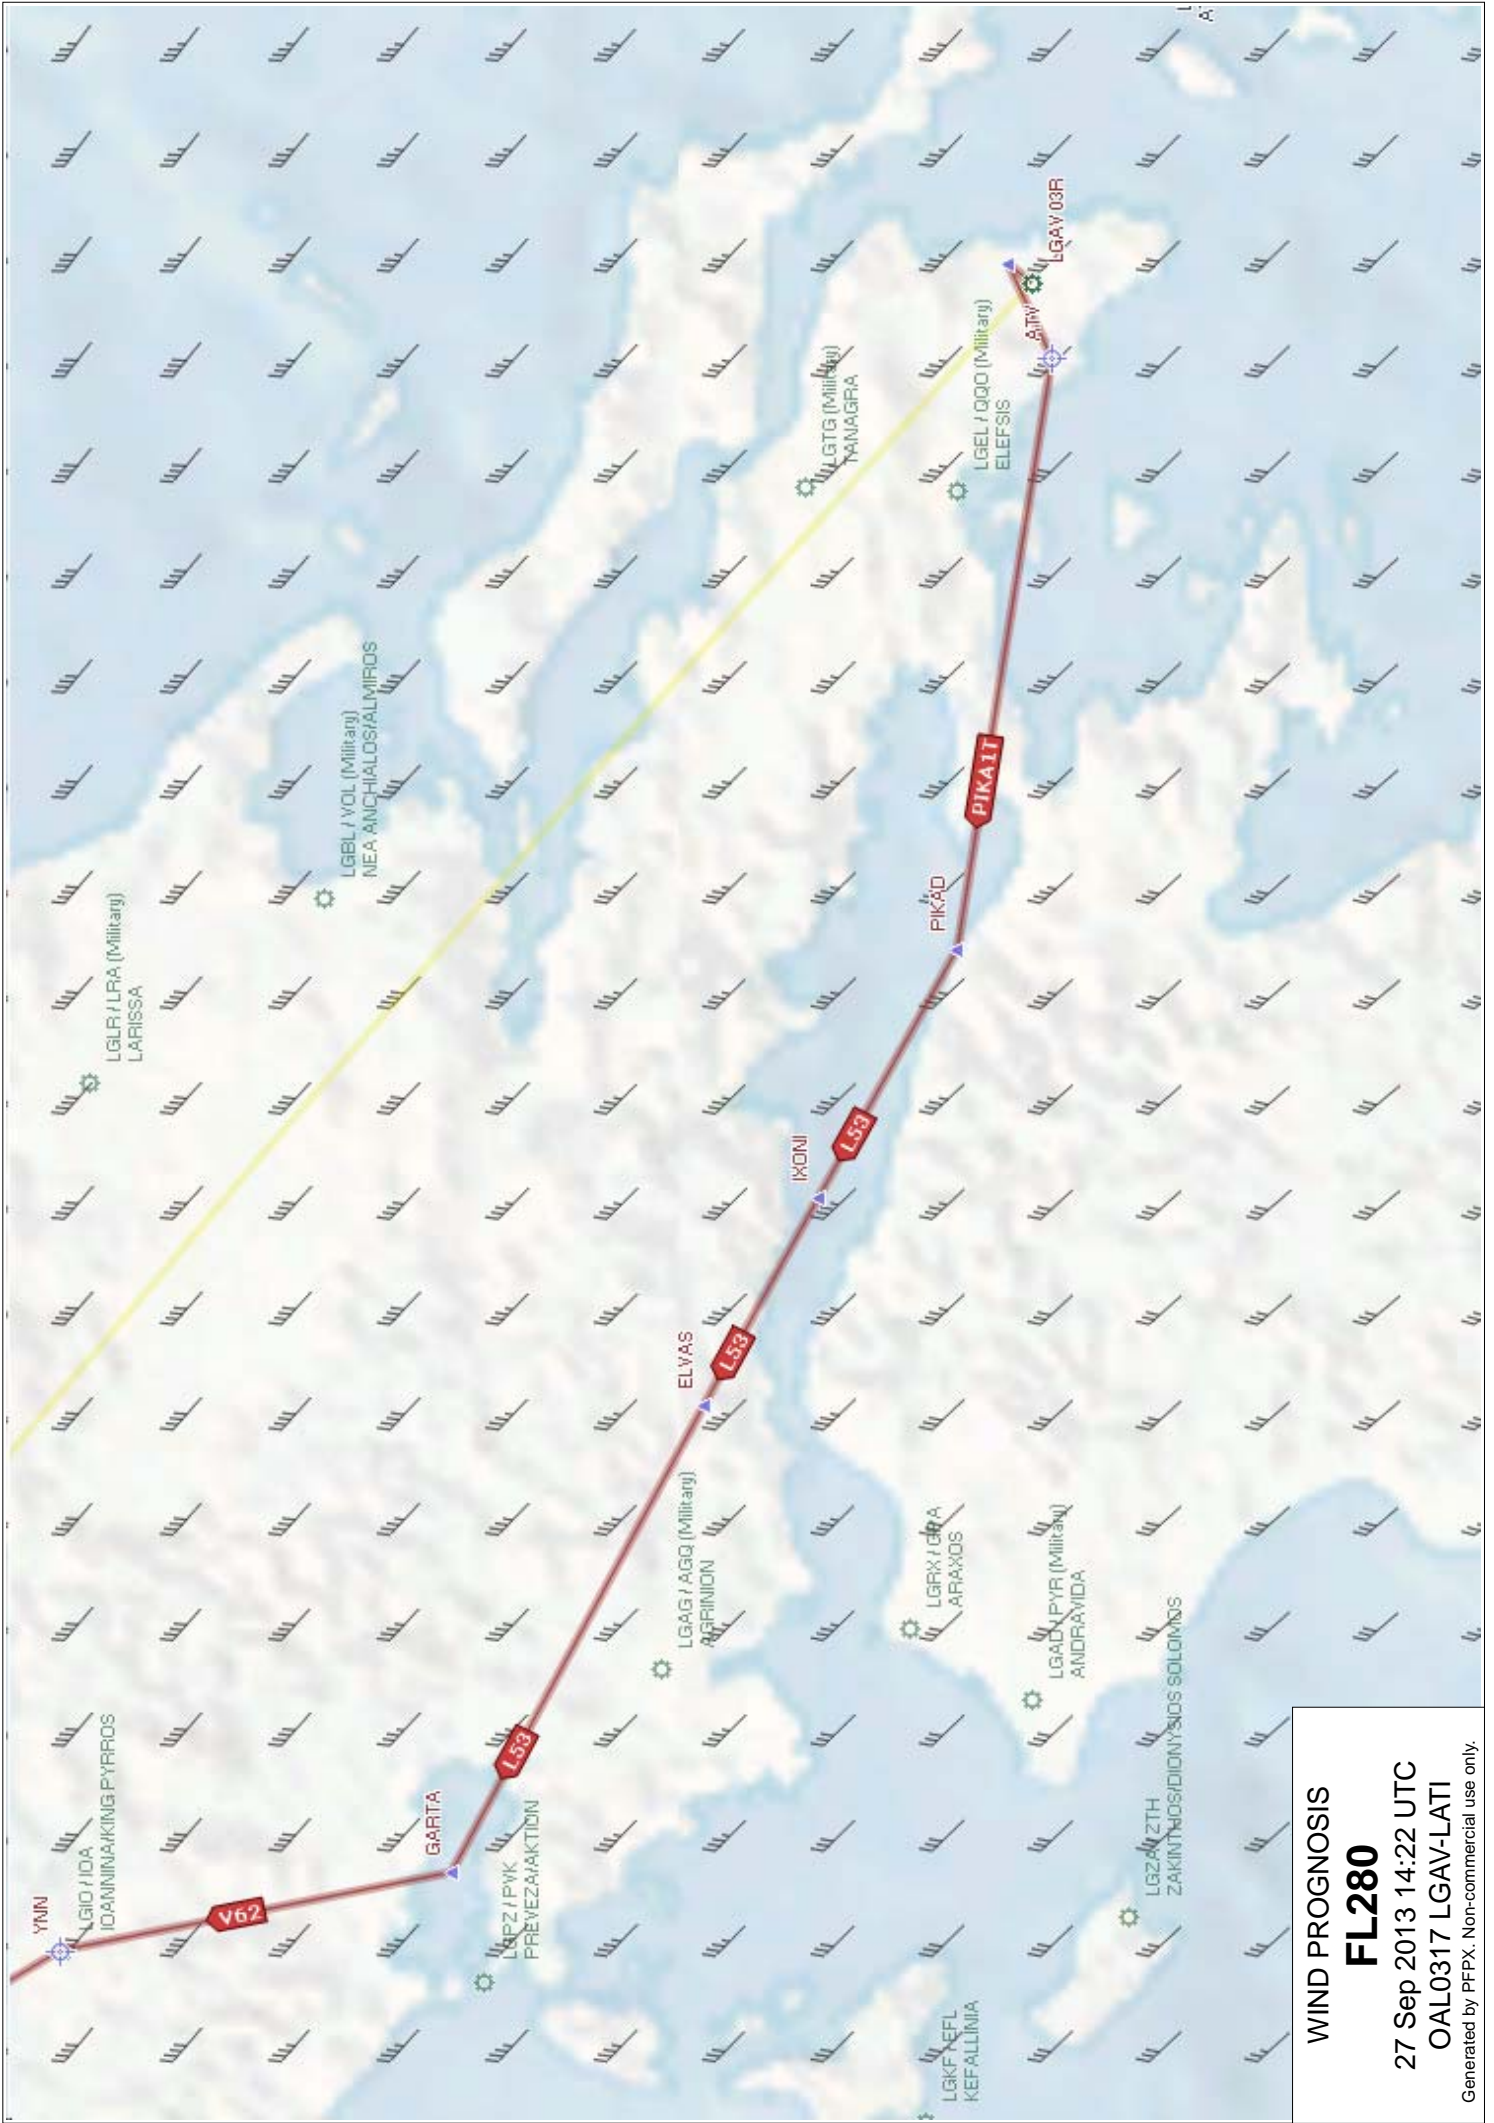 YNN
LGIO / IOA
IOANNINA/KING PYRROS
V62
GARTA
LGPZ / PVK
PREVEZA/AKTION
L53
LGLR / LRA (Military)
LARISSA
LGBL / VOL (Military)
NEA ANCHIALOS/ALMIROS
LGAG / AGQ (Military)
AGRINION
ELVAS
L53
IXONI
L53
PIKAD
PIKA1T
LGTG (Military)
TANAGRA
LGEL / QQO (Military)
ELEFSIS
ATV
LGAV 03R
LGRX / GPA
ARAXOS
LGAD / PYR (Military)
ANDRAVIDA
LGZA / ZTH
ZAKINTHOS/DIONYSIOS SOLOMOS
LGKF / EFL
KEFALLINIA
WIND PROGNOSIS
FL280
27 Sep 2013 14:22 UTC
OAL0317 LGAV-LATI
Generated by PFPX. Non-commercial use only.